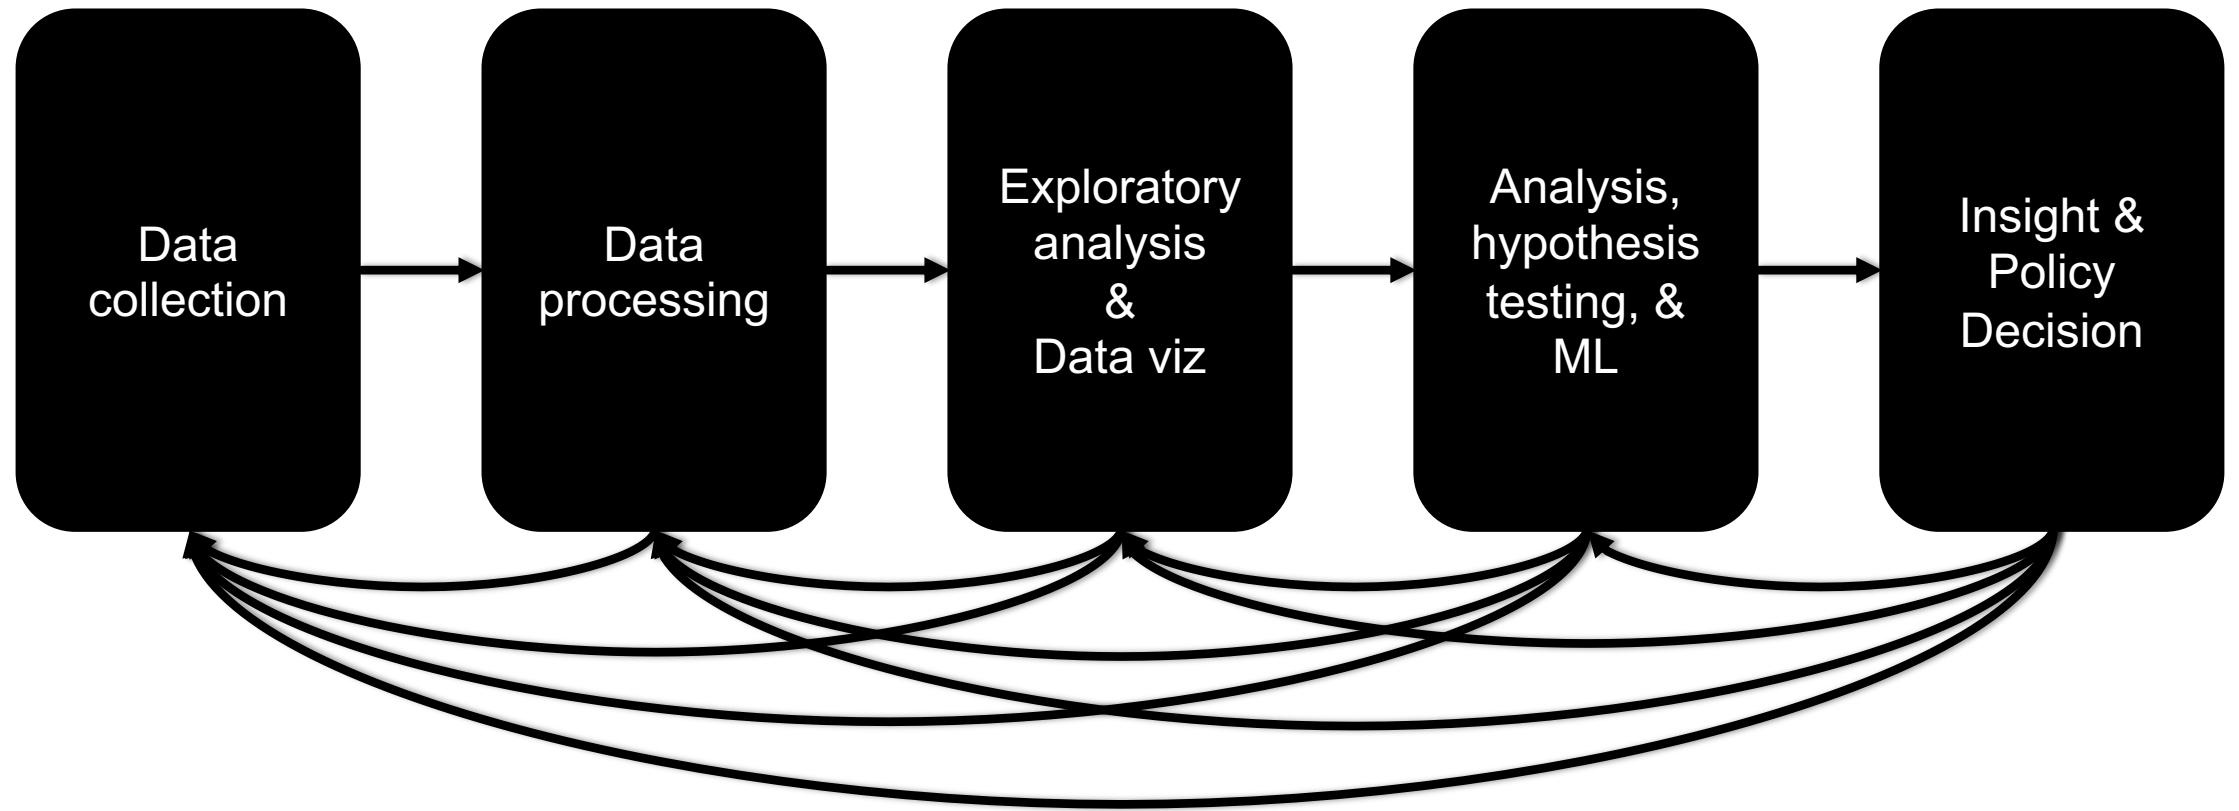 Data
collection
Data
processing
Exploratory
analysis
&
Data viz
Analysis,
hypothesis
testing, &
ML
Insight &
Policy
Decision